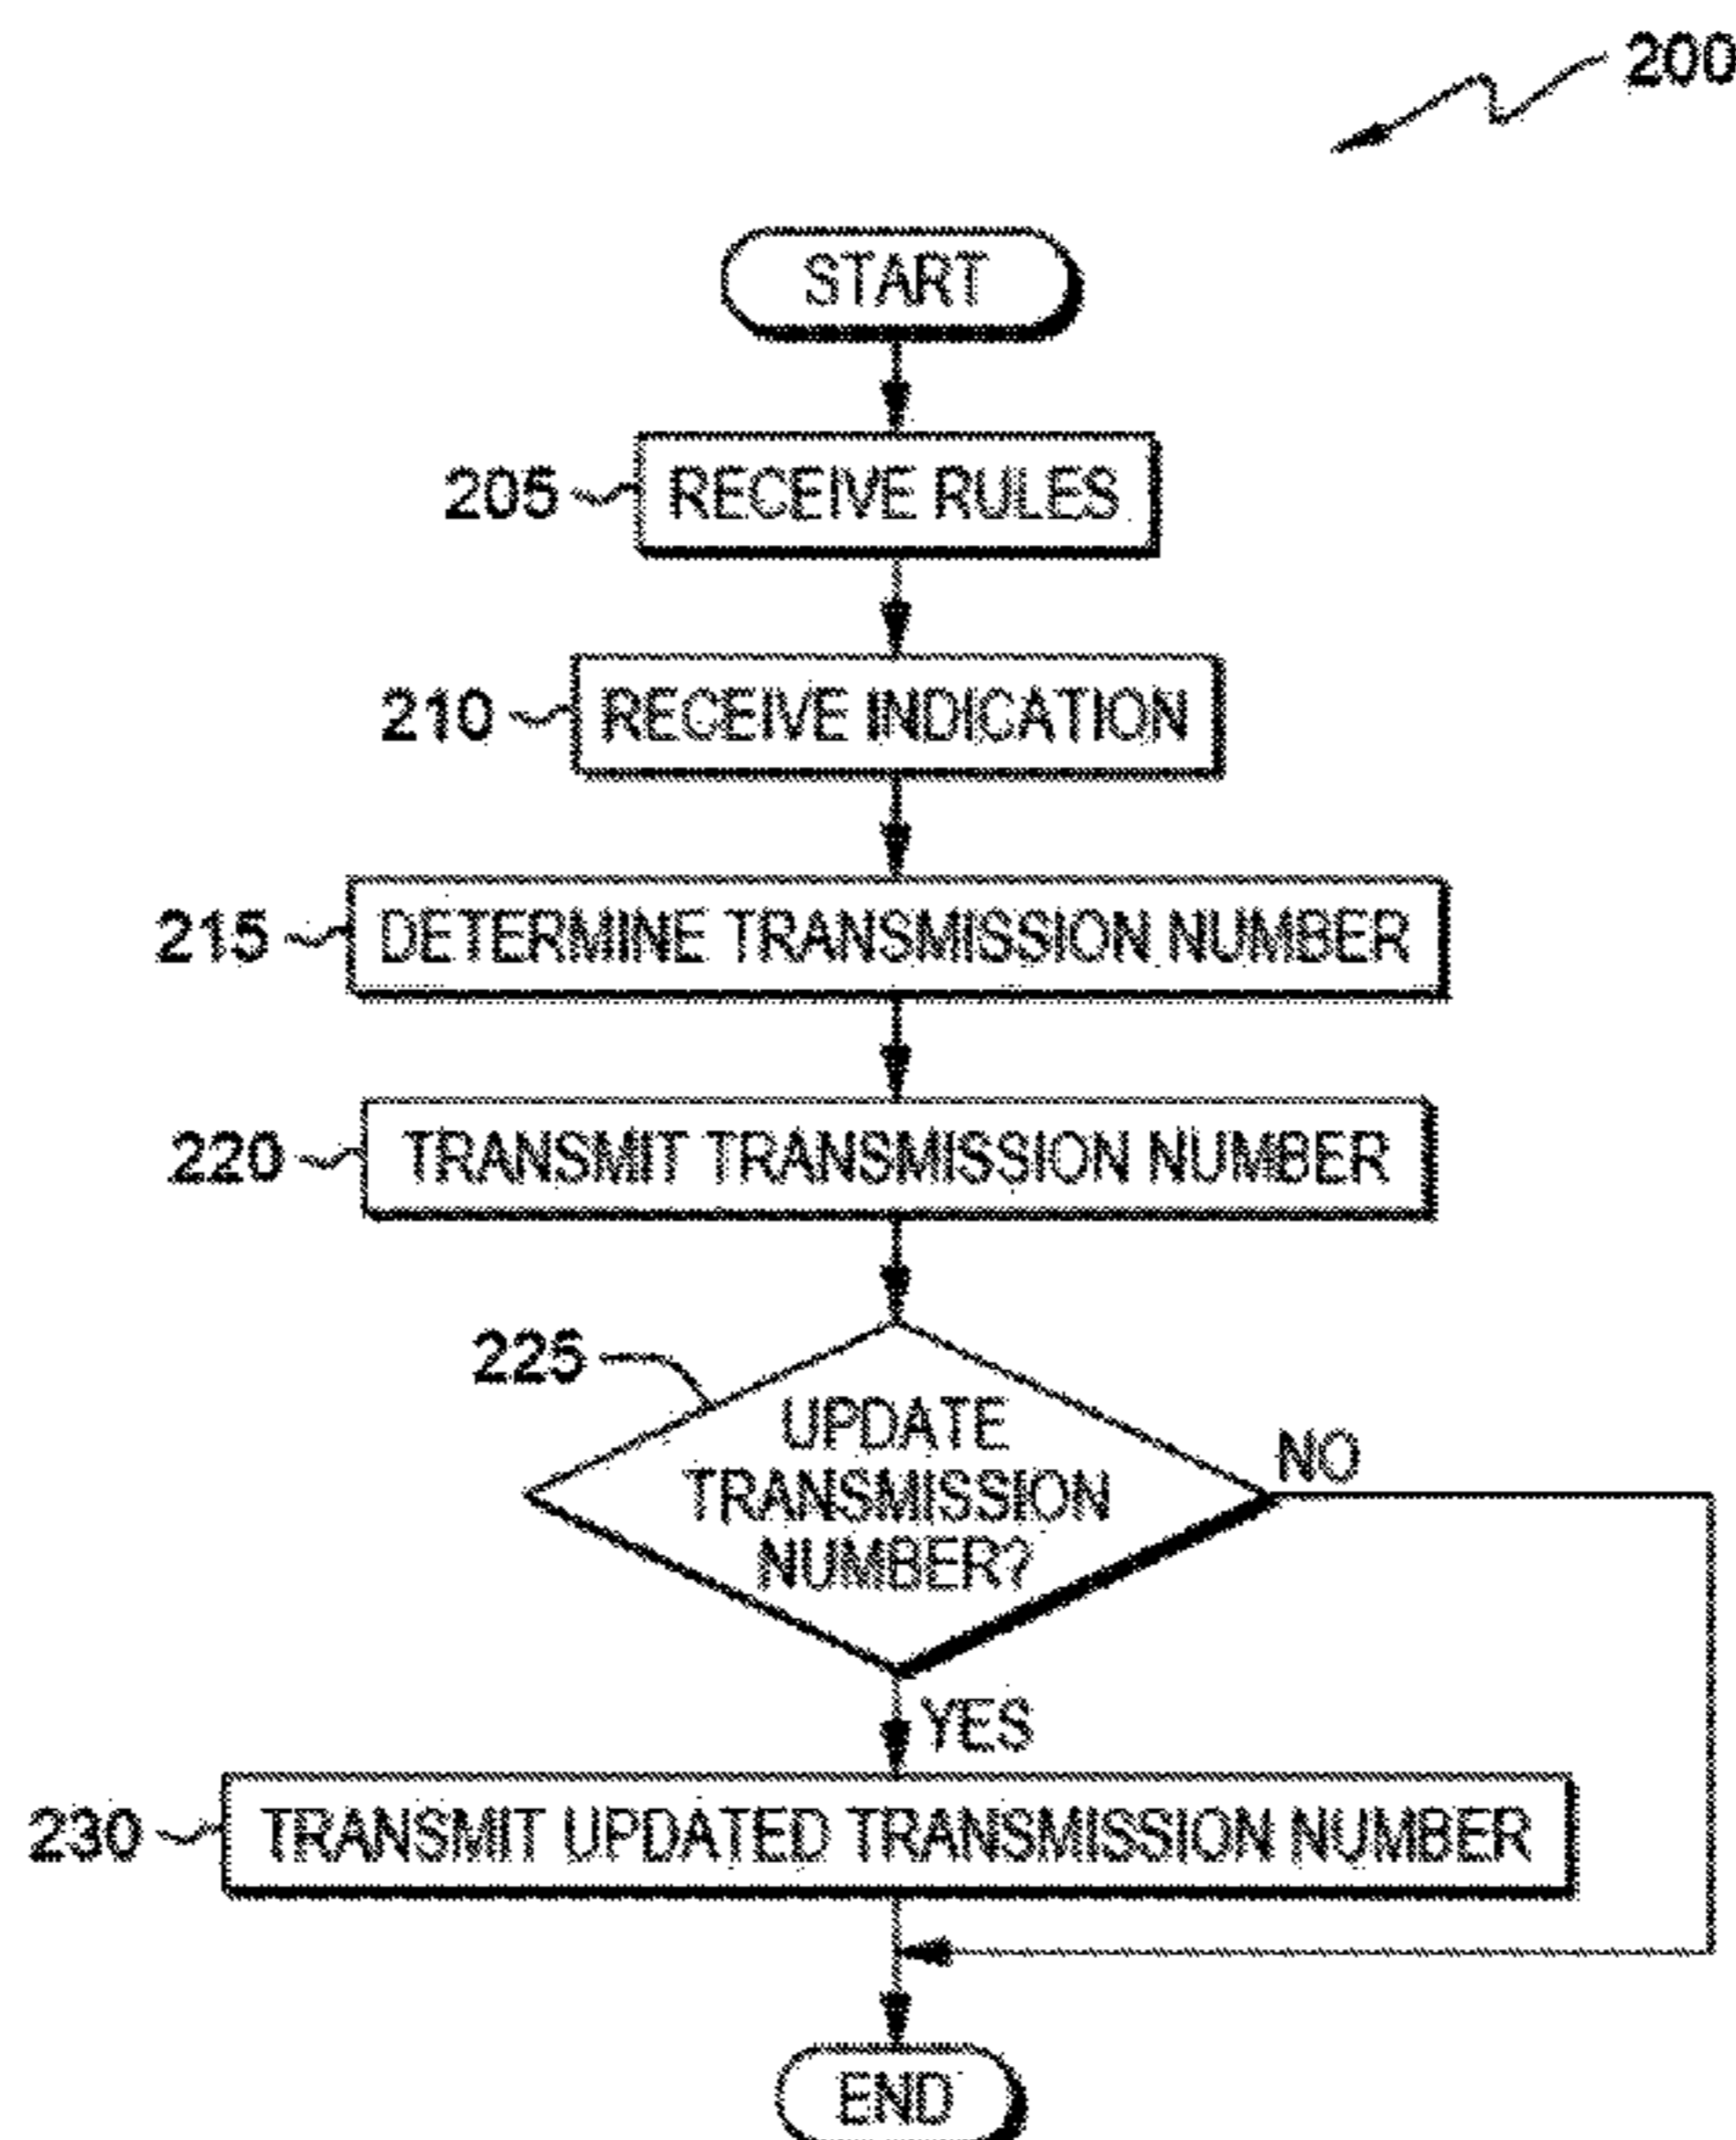 200
START
205
RECEIVE RULES
210
RECEIVE INDICATION
215
DETERMINE TRANSMISSION NUMBER
220
TRANSMIT TRANSMISSION NUMBER
225
UPDATE
TRANSMISSION
NUMBER?
NO
YES
230
TRANSMIT UPDATED TRANSMISSION NUMBER
END